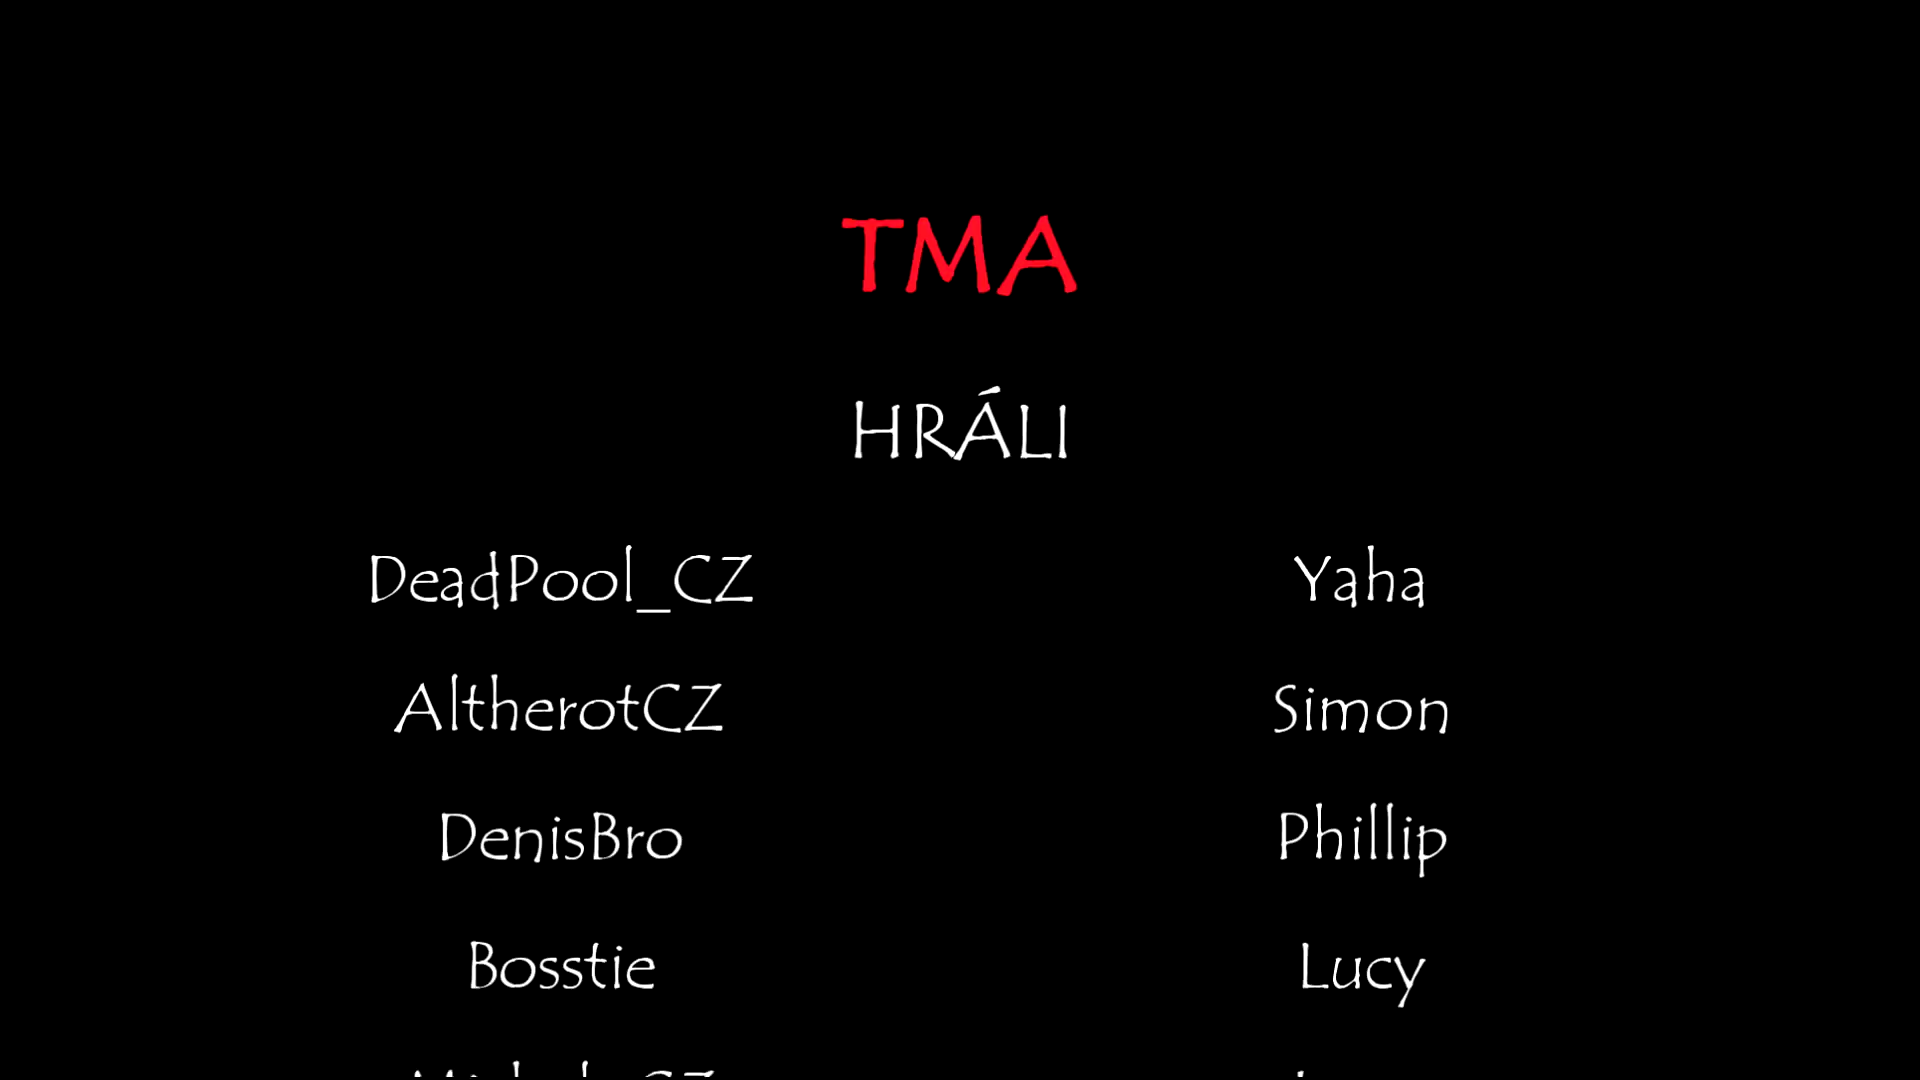 TMA
HRÁLI
DeadPool_CZ Yaha
AltherotCZ Simon
DenisBro Phillip
Bosstie Lucy